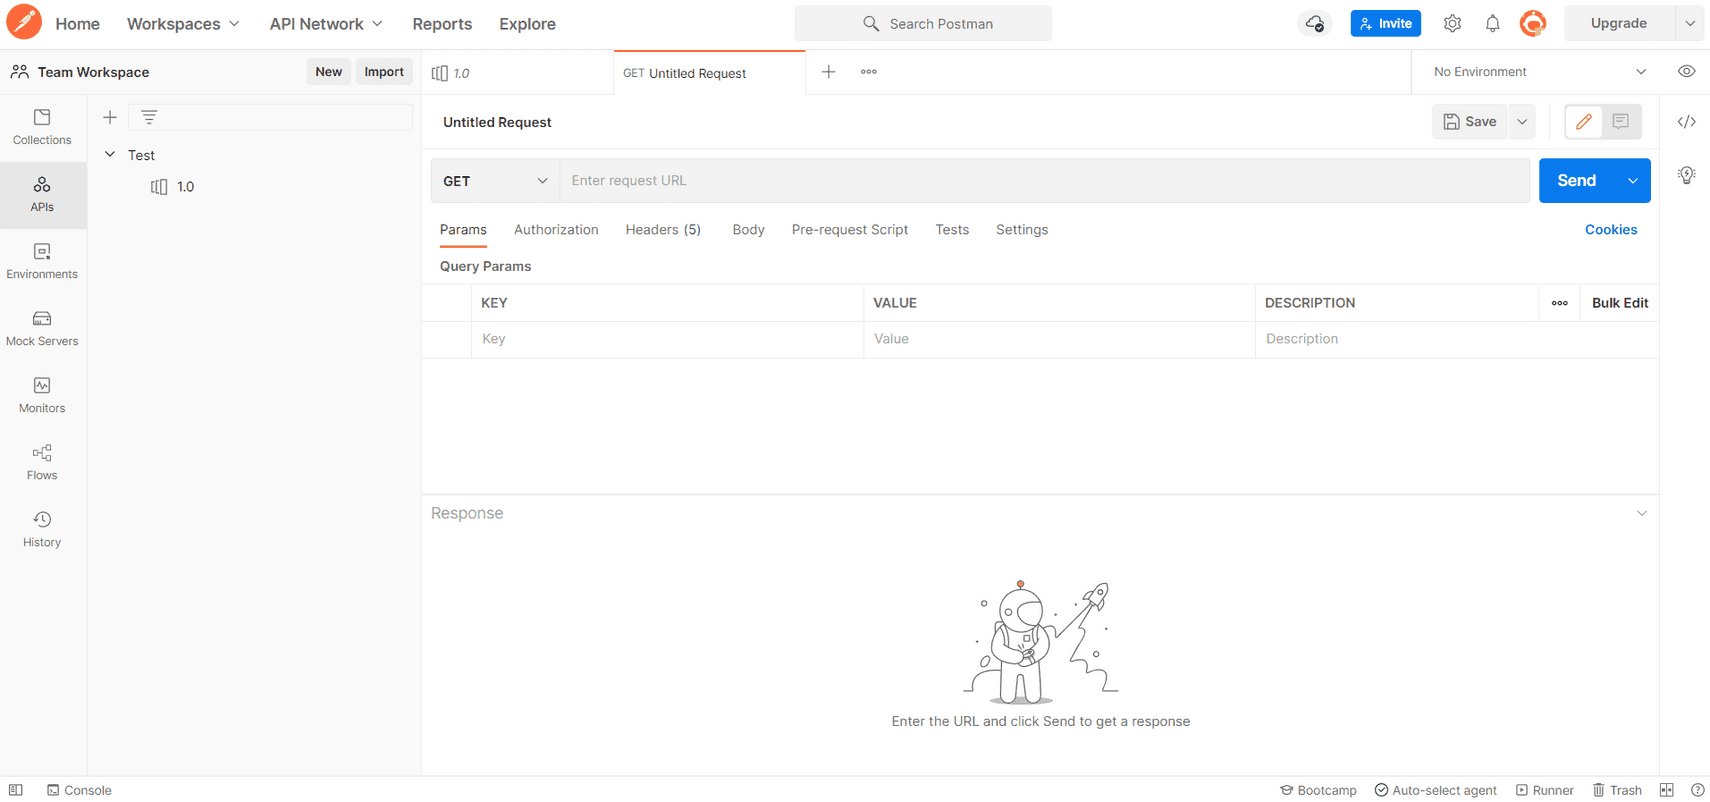 Home Workspaces API Network Reports Explore Search Postman Invite Upgrade
Team Workspace New Import 1.0 GET Untitled Request No Environment
Untitled Request Save
Collections
Test
1.0
APIs
GET Enter request URL Send
Params Authorization Headers (5) Body Pre-request Script Tests Settings Cookies
Environments
Query Params
KEY VALUE DESCRIPTION Bulk Edit
Key Value Description
Mock Servers
Monitors
Flows
History
Response
Enter the URL and click Send to get a response
Console Bootcamp Auto-select agent Runner Trash